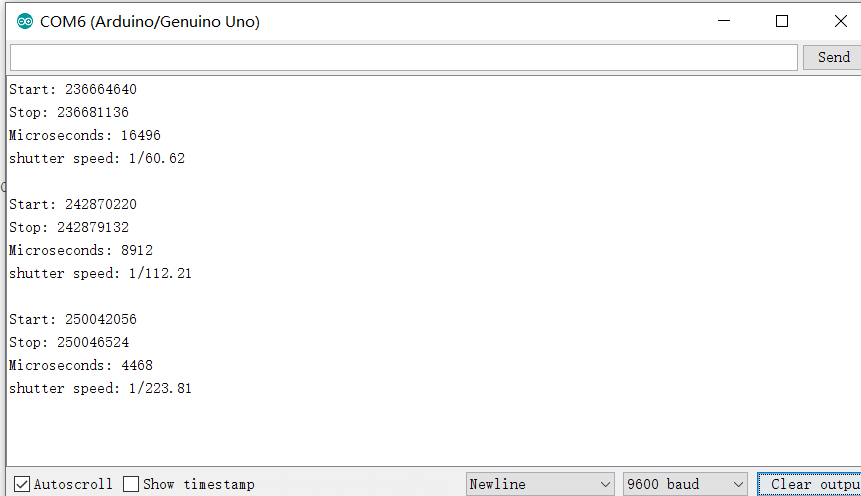 COM6 (Arduino/Genuino Uno)
Send
Start: 236664640
Stop: 236681136
Microseconds: 16496
shutter speed: 1/60.62
Start: 242870220
Stop: 242879132
Microseconds: 8912
shutter speed: 1/112.21
Start: 250042056
Stop: 250046524
Microseconds: 4468
shutter speed: 1/223.81
Autoscroll Show timestamp Newline 9600 baud Clear outpu